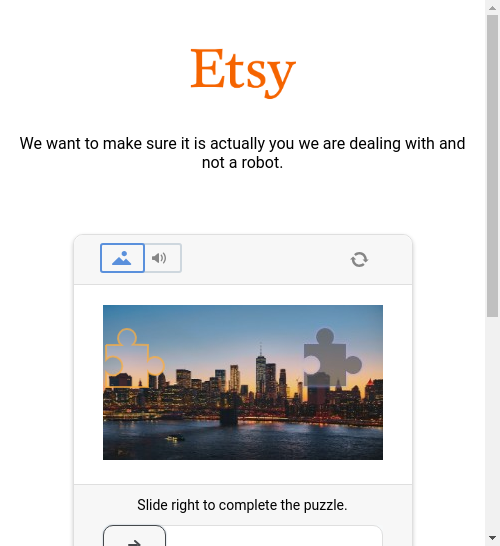 Etsy
We want to make sure it is actually you we are dealing with and
not a robot.
Slide right to complete the puzzle.